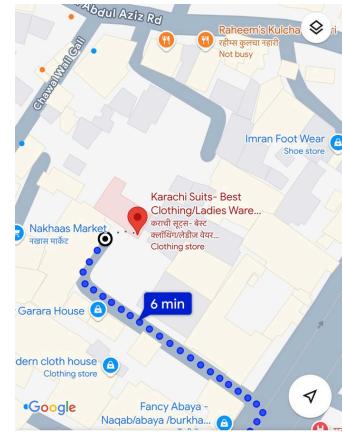 Abdul Aziz Rd
Chawal Wali Gali
Raheem's Kulcha
रहीम्स कुलचा नहारी
Not busy
Imran Foot Wear
Shoe store
Karachi Suits- Best
Clothing/Ladies Ware...
कराची सूट्स- बेस्ट
क्लॉथिंग/लेडीज वेयर...
Clothing store
Nakhaas Market
नखास मार्केट
6 min
Garara House
dern cloth house
Clothing store
Google
Fancy Abaya -
Naqab/abaya /burkha...